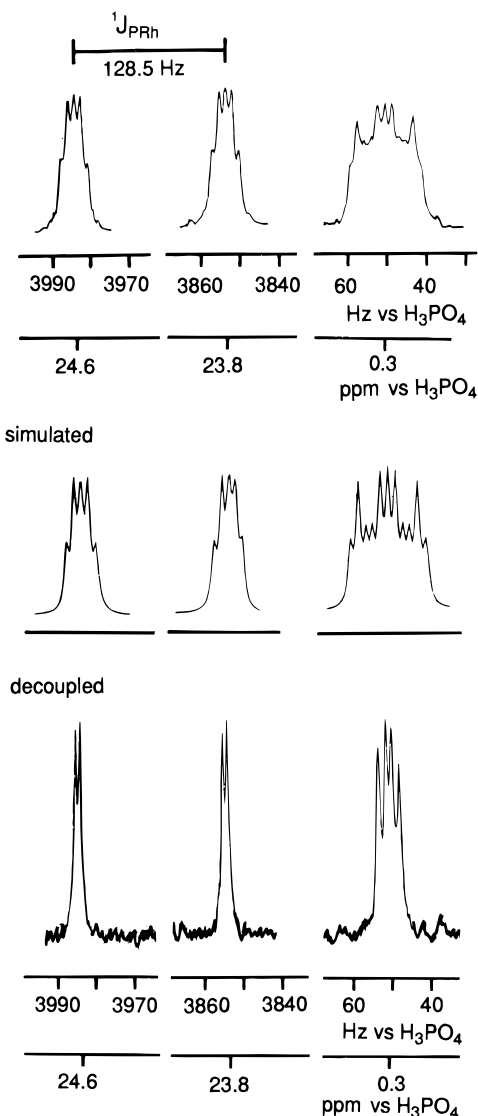 ¹J_PRh
128.5 Hz
3990 3970 3860 3840 60 40
Hz vs H₃PO₄
24.6 23.8 0.3
ppm vs H₃PO₄
simulated
decoupled
3990 3970 3860 3840 60 40
Hz vs H₃PO₄
24.6 23.8 0.3
ppm vs H₃PO₄